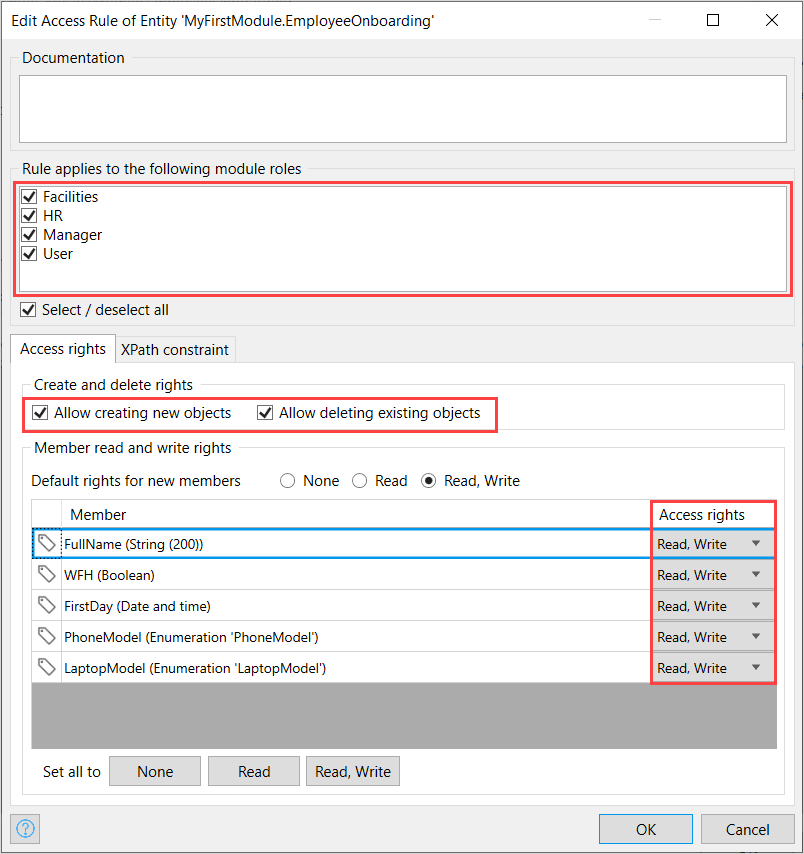 Edit Access Rule of Entity 'MyFirstModule.EmployeeOnboarding'
Documentation
Rule applies to the following module roles
Facilities
HR
Manager
User
Select / deselect all
Access rights XPath constraint
Create and delete rights
Allow creating new objects Allow deleting existing objects
Member read and write rights
Default rights for new members None Read Read, Write
Member Access rights
FullName (String (200)) Read, Write
WFH (Boolean) Read, Write
FirstDay (Date and time) Read, Write
PhoneModel (Enumeration 'PhoneModel') Read, Write
LaptopModel (Enumeration 'LaptopModel') Read, Write
Set all to None Read Read, Write
? OK Cancel